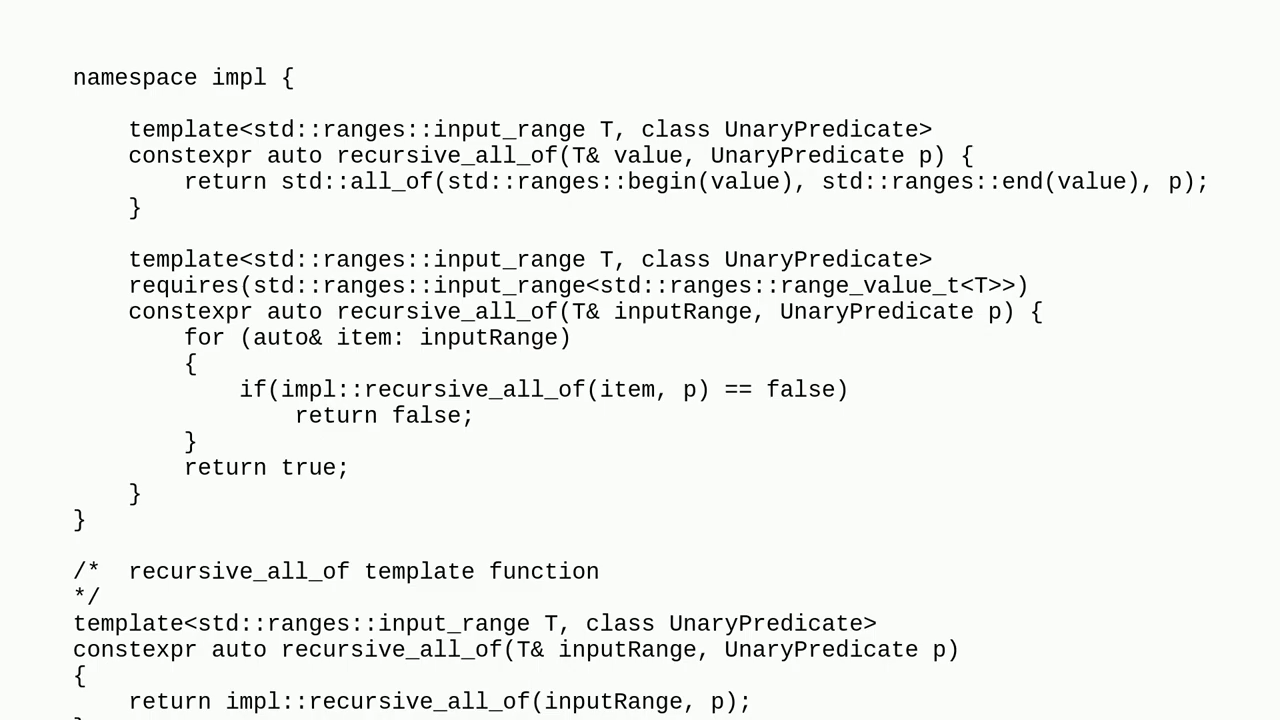 namespace impl {

    template<std::ranges::input_range T, class UnaryPredicate>
    constexpr auto recursive_all_of(T& value, UnaryPredicate p) {
        return std::all_of(std::ranges::begin(value), std::ranges::end(value), p);
    }

    template<std::ranges::input_range T, class UnaryPredicate>
    requires(std::ranges::input_range<std::ranges::range_value_t<T>>)
    constexpr auto recursive_all_of(T& inputRange, UnaryPredicate p) {
        for (auto& item: inputRange)
        {
            if(impl::recursive_all_of(item, p) == false)
                return false;
        }
        return true;
    }
}

/*  recursive_all_of template function
*/
template<std::ranges::input_range T, class UnaryPredicate>
constexpr auto recursive_all_of(T& inputRange, UnaryPredicate p)
{
    return impl::recursive_all_of(inputRange, p);